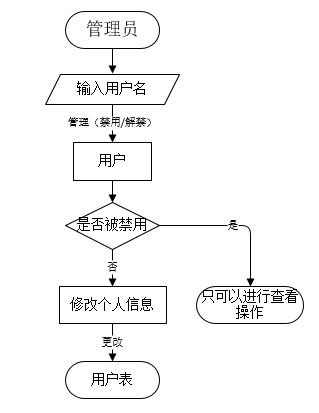 管理员
输入用户名
管理（禁用/解禁）
用户
是否被禁用
是
否
只可以进行查看
操作
修改个人信息
更改
用户表